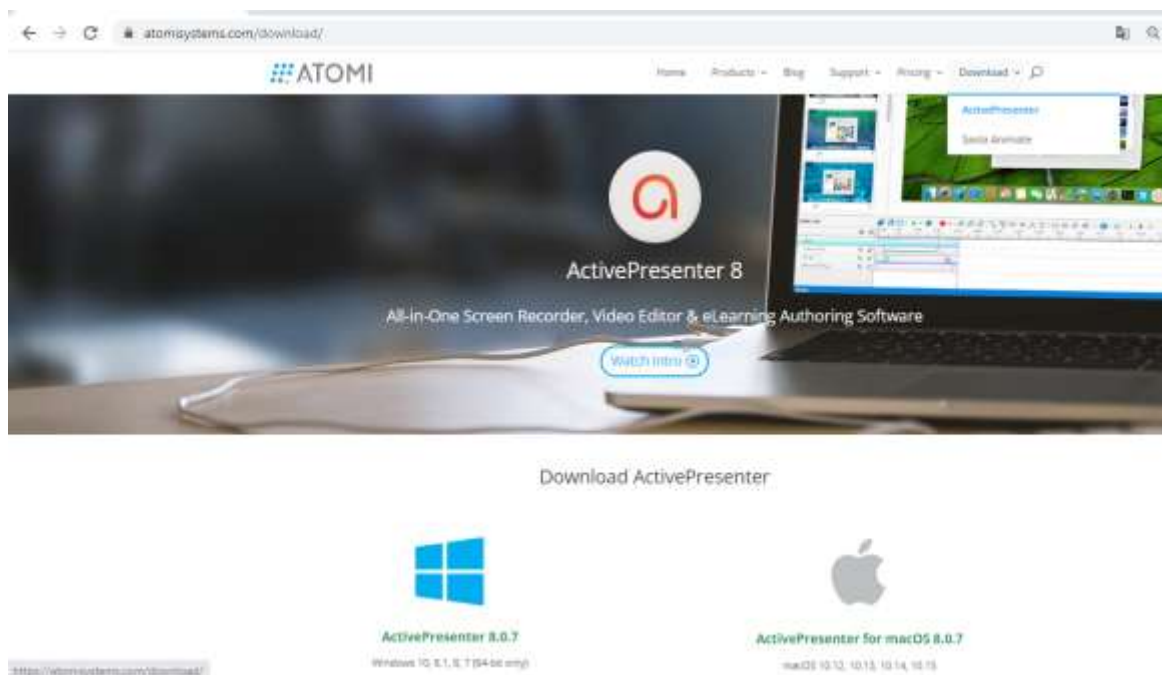 atomisystems.com/download/
ATOMI
Home Products Blog Support Pricing Download
ActivePresenter
Saola Animate
ActivePresenter 8
All-in-One Screen Recorder, Video Editor & eLearning Authoring Software
Watch Intro
Download ActivePresenter
ActivePresenter 8.0.7
ActivePresenter for macOS 8.0.7
Windows 10, 8.1, 8, 7 (64-bit only)
macOS 10.12, 10.13, 10.14, 10.15
https://atomisystems.com/download/